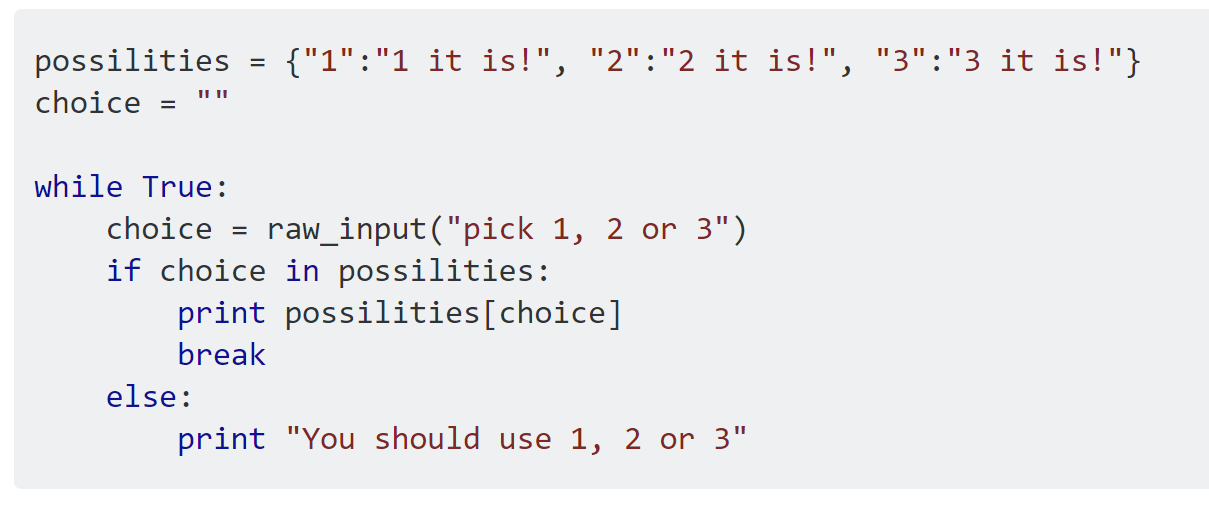 possilities = {"1":"1 it is!", "2":"2 it is!", "3":"3 it is!"}
choice = ""
while True:
    choice = raw_input("pick 1, 2 or 3")
    if choice in possilities:
        print possilities[choice]
        break
    else:
        print "You should use 1, 2 or 3"